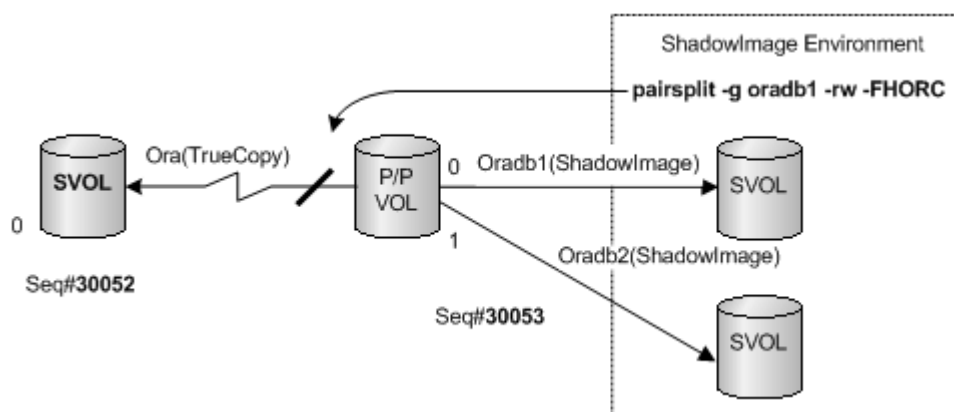 ShadowImage Environment
pairsplit -g oradb1 -rw -FHORC
Ora(TrueCopy)
0
Oradb1(ShadowImage)
SVOL
P/P
VOL
SVOL
0
1
Oradb2(ShadowImage)
Seq#30052
Seq#30053
SVOL